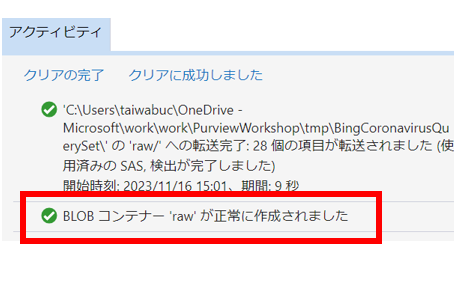 アクティビティ
クリアの完了 クリアに成功しました
'C:\Users\taiwabuc\OneDrive -
Microsoft\work\work\PurviewWorkshop\tmp\BingCoronavirusQu
erySet\' の 'raw/' への転送完了: 28 個の項目が転送されました (使
用済みの SAS, 検出が完了しました)
開始時刻: 2023/11/16 15:01、期間: 9 秒
BLOB コンテナー 'raw' が正常に作成されました